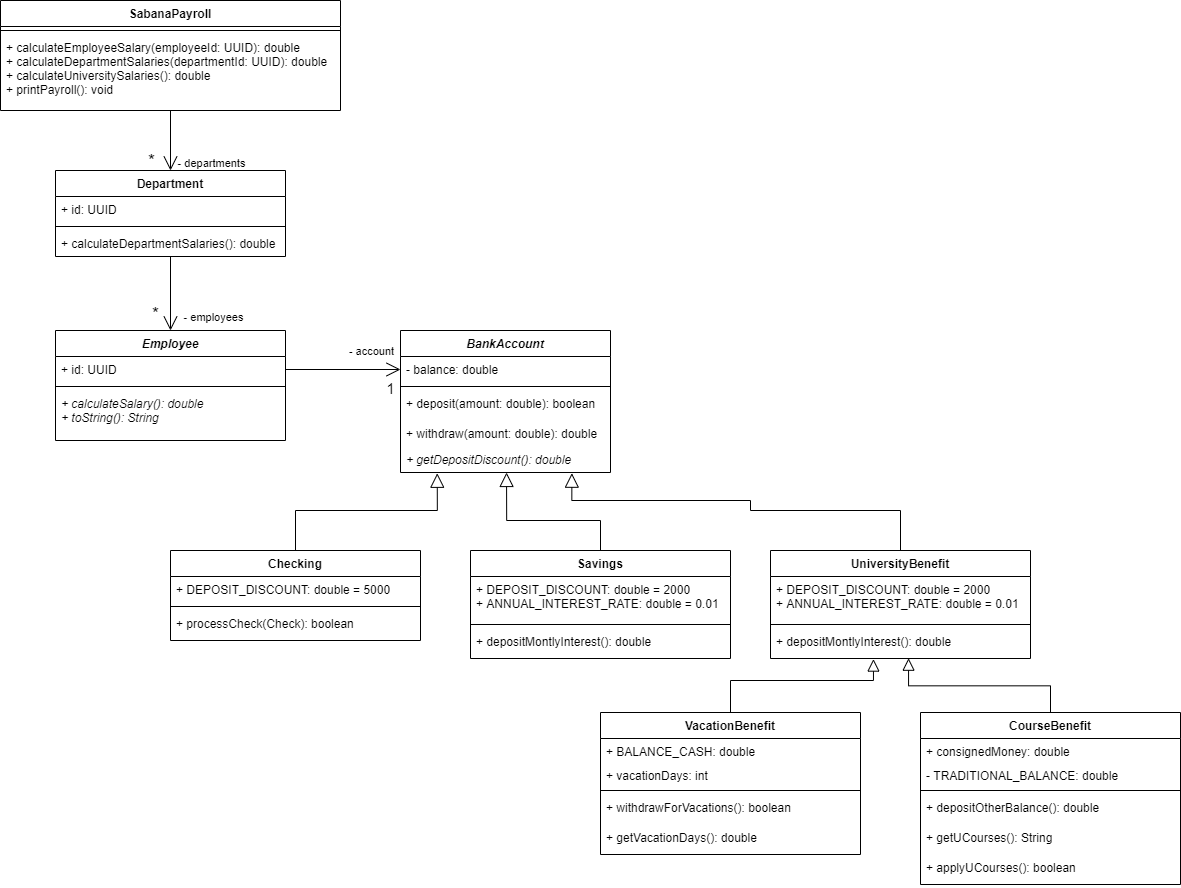 SabanaPayroll
+ calculateEmployeeSalary(employeeId: UUID): double
+ calculateDepartmentSalaries(departmentId: UUID): double
+ calculateUniversitySalaries(): double
+ printPayroll(): void
*
- departments
Department
+ id: UUID
+ calculateDepartmentSalaries(): double
*
- employees
Employee
+ id: UUID
+ calculateSalary(): double
+ toString(): String
- account
1
BankAccount
- balance: double
+ deposit(amount: double): boolean
+ withdraw(amount: double): double
+ getDepositDiscount(): double
Checking
+ DEPOSIT_DISCOUNT: double = 5000
+ processCheck(Check): boolean
Savings
+ DEPOSIT_DISCOUNT: double = 2000
+ ANNUAL_INTEREST_RATE: double = 0.01
+ depositMontlyInterest(): double
UniversityBenefit
+ DEPOSIT_DISCOUNT: double = 2000
+ ANNUAL_INTEREST_RATE: double = 0.01
+ depositMontlyInterest(): double
VacationBenefit
+ BALANCE_CASH: double
+ vacationDays: int
+ withdrawForVacations(): boolean
+ getVacationDays(): double
CourseBenefit
+ consignedMoney: double
- TRADITIONAL_BALANCE: double
+ depositOtherBalance(): double
+ getUCourses(): String
+ applyUCourses(): boolean